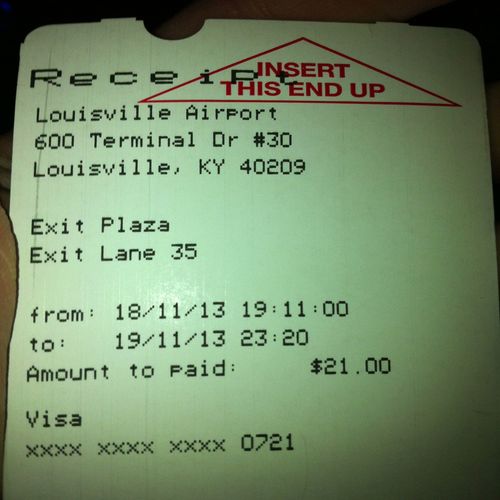 Receipt
INSERT
THIS END UP
Louisville Airport
600 Terminal Dr #30
Louisville, KY 40209
Exit Plaza
Exit Lane 35
from: 18/11/13 19:11:00
to: 19/11/13 23:20
Amount to paid: $21.00
Visa
xxxx xxxx xxxx 0721